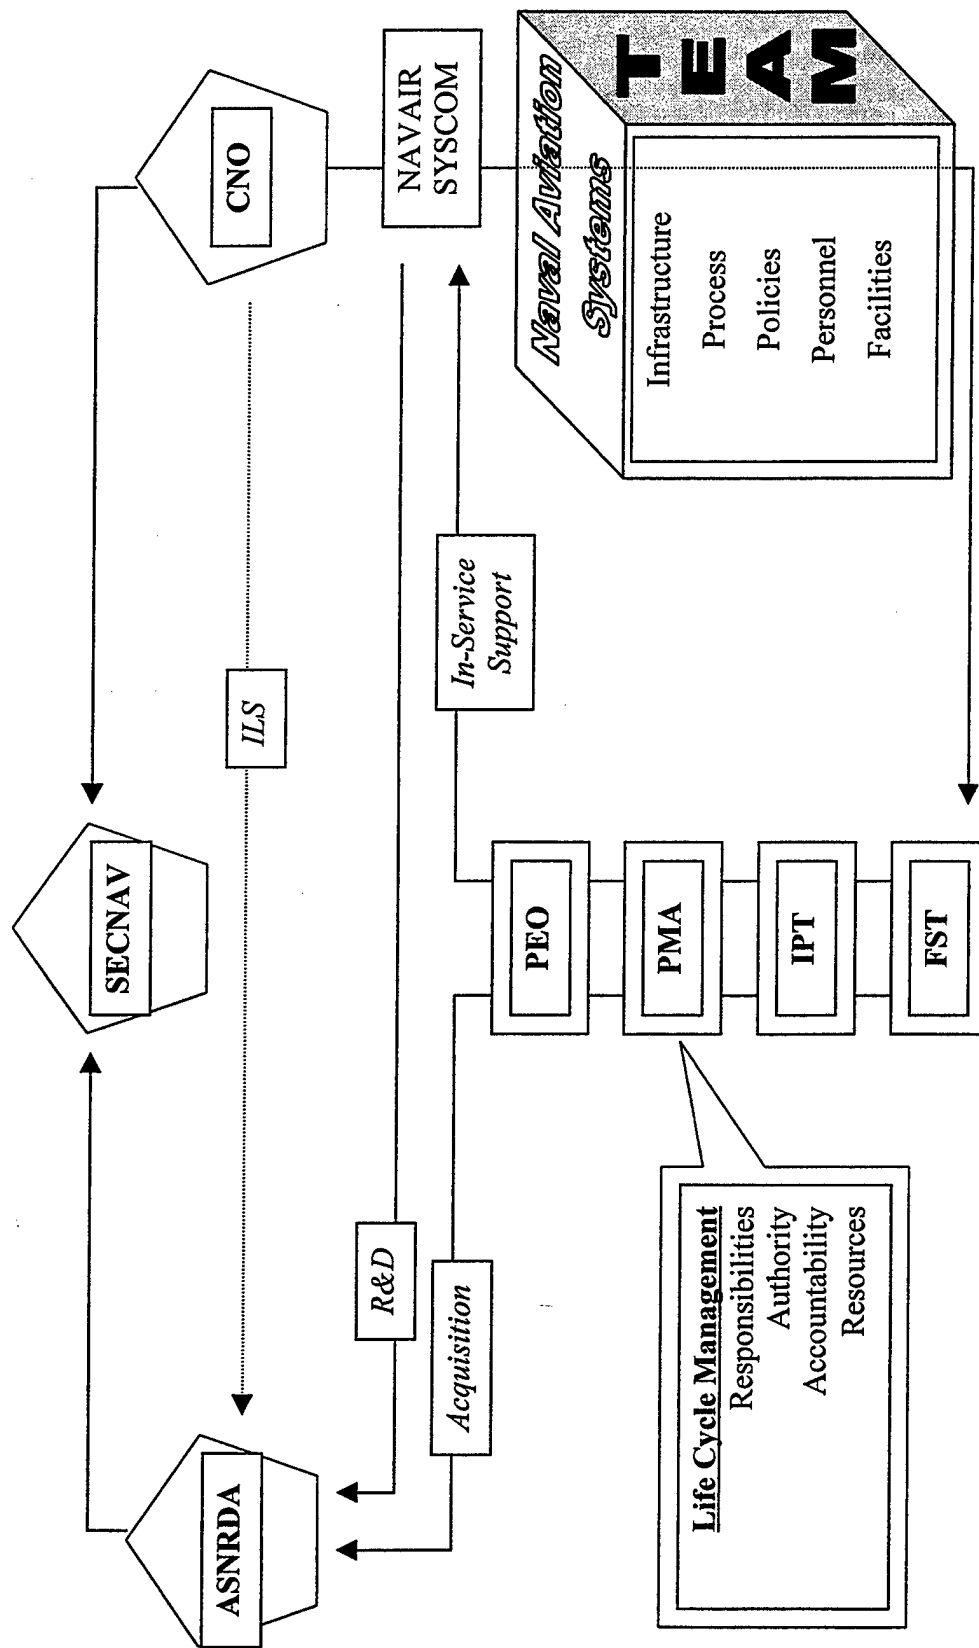 SECNAV
ASNRDA
CNO
ILS
R&D
NAVAIR
SYSCOM
Acquisition
In-Service
Support
PEO
PMA
IPT
FST
Life Cycle Management
Responsibilities
Authority
Accountability
Resources
Naval Aviation
Systems
TEAM
Infrastructure
Process
Policies
Personnel
Facilities